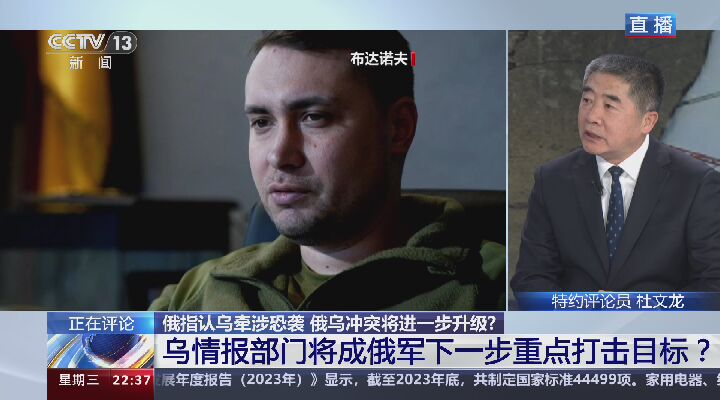 CCTV 13
新闻
布达诺夫
直播
特约评论员 杜文龙
正在评论
俄指认乌牵涉恐袭 俄乌冲突将进一步升级?
乌情报部门将成俄军下一步重点打击目标？
星期三 22:37
展年度报告（2023年）》显示，截至2023年底，共制定国家标准44499项。家用电器、